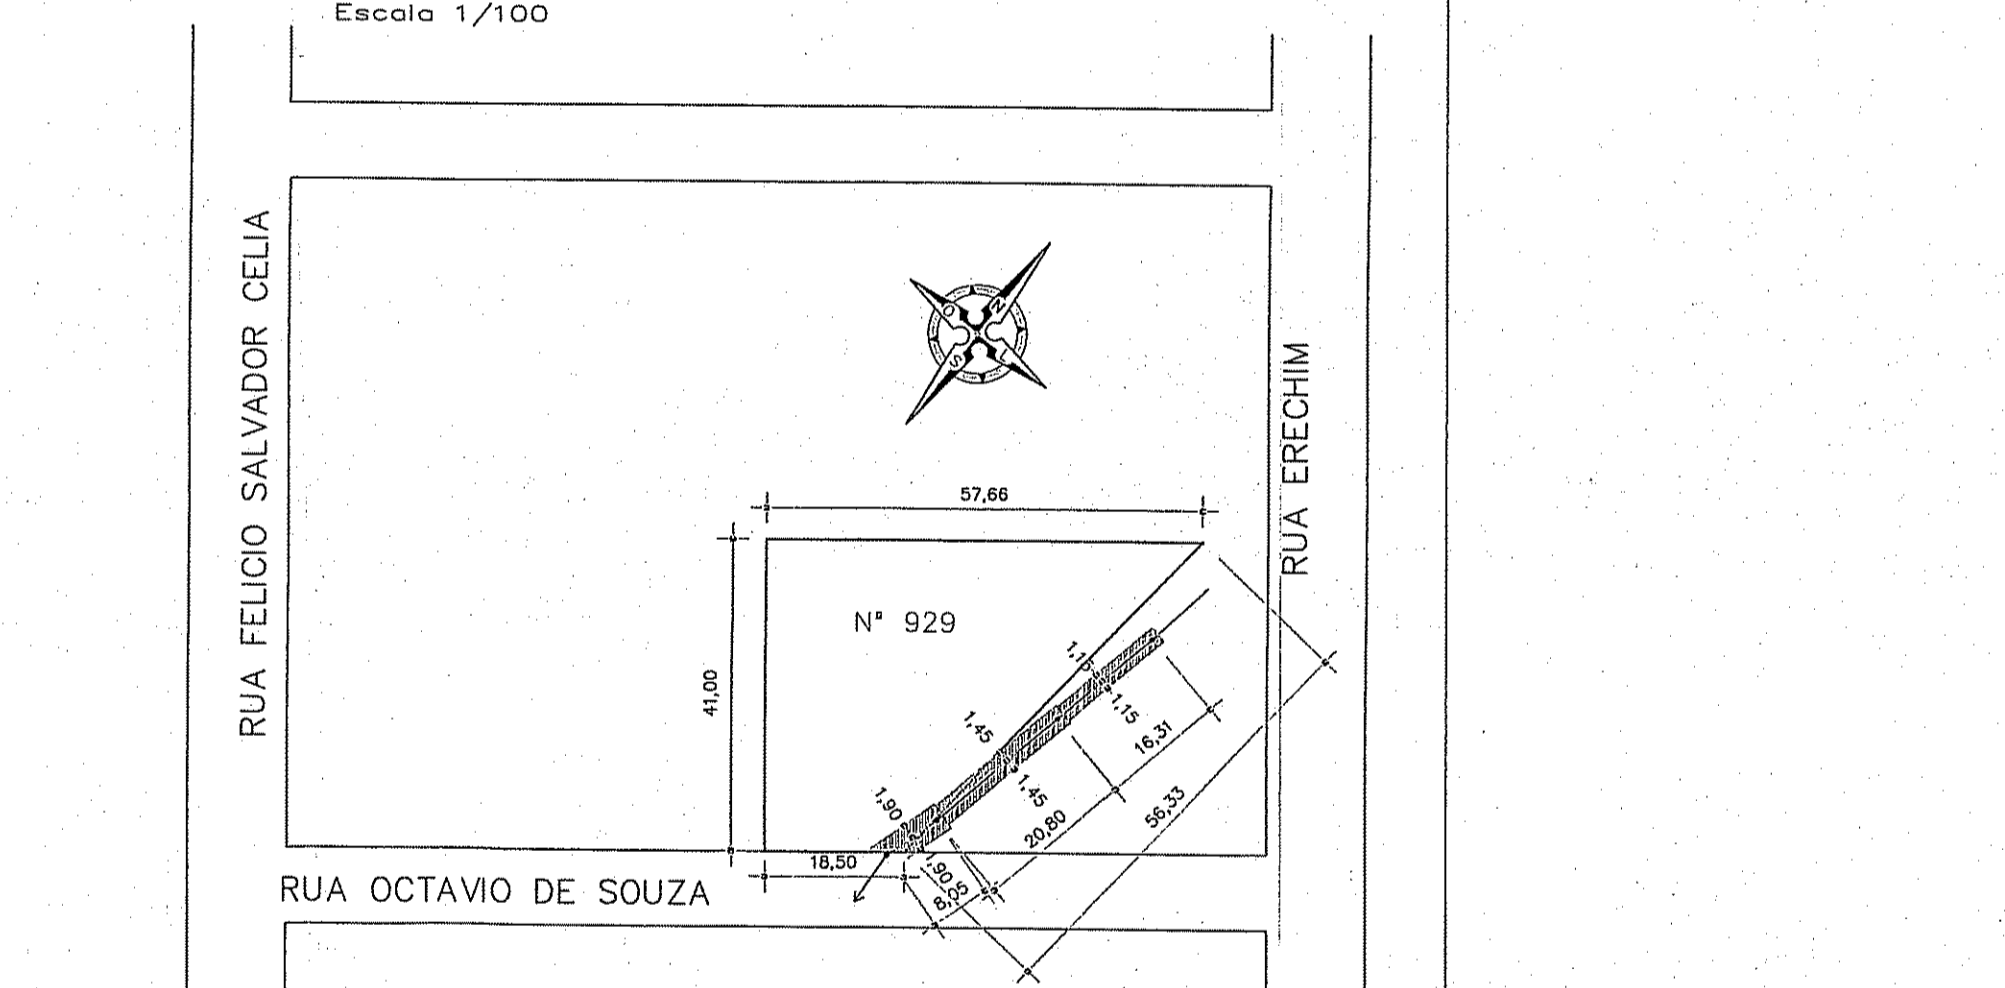 Escala 1/100
RUA FELICIO SALVADOR CELIA
N
O
S
L
RUA ERECHIM
57,66
N° 929
41,00
1,15
1,15
16,31
1,45
1,45
20,80
56,33
1,90
1,90
8,05
18,50
RUA OCTAVIO DE SOUZA